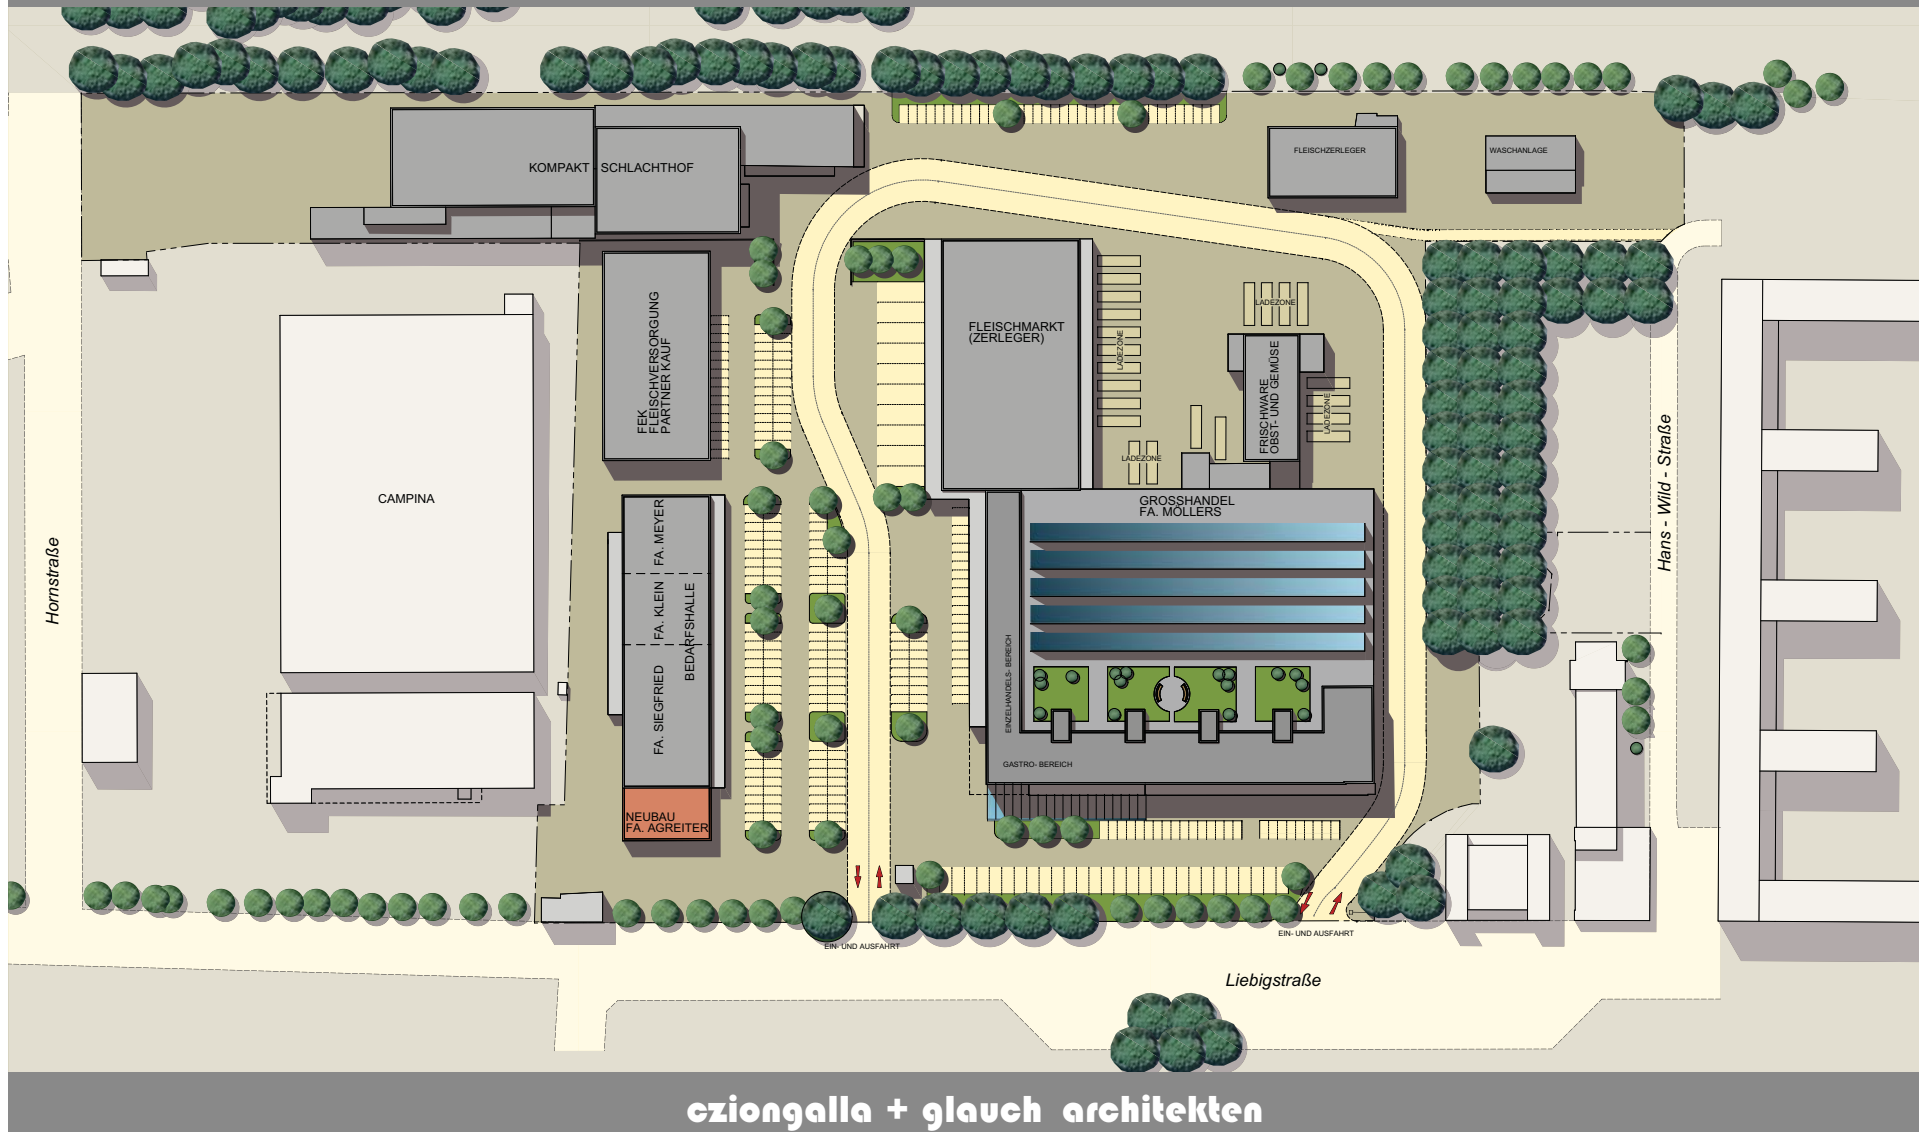 KOMPAKT - SCHLACHTHOF
FLEISCHZERLEGER
WASCHANLAGE
FEK
FLEISCHVERSORGUNG
PARTNER KAUF
FLEISCHMARKT
(ZERLEGER)
LADEZONE
LADEZONE
LADEZONE
LADEZONE
FRISCHWARE
OBST- UND GEMÜSE
CAMPINA
GROSSHANDEL
FA. MÖLLERS
FA. MEYER
FA. KLEIN
FA. SIEGFRIED
BEDARFSHALLE
NEUBAU
FA. AGREITER
EINZELHANDELS- BEREICH
GASTRO- BEREICH
Hornstraße
Hans - Wild - Straße
EIN- UND AUSFAHRT
EIN- UND AUSFAHRT
Liebigstraße
cziongalla + glauch architekten